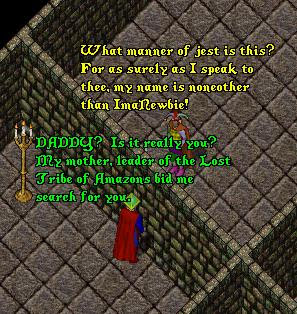 What manner of jest is this?
For as surely as I speak to
thee, my name is noneother
than ImaNewbie!
DADDY? Is it really you?
My mother, leader of the Lost
Tribe of Amazons bid me
search for you.